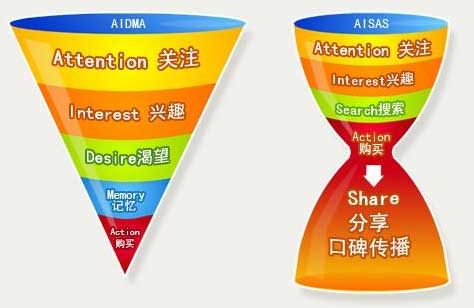 AIDMA
Attention 关注
Interest 兴趣
Desire渴望
Memory
记忆
Action
购买
AISAS
Attention 关注
Interest兴趣
Search搜索
Action
购买
Share
分享
口碑传播